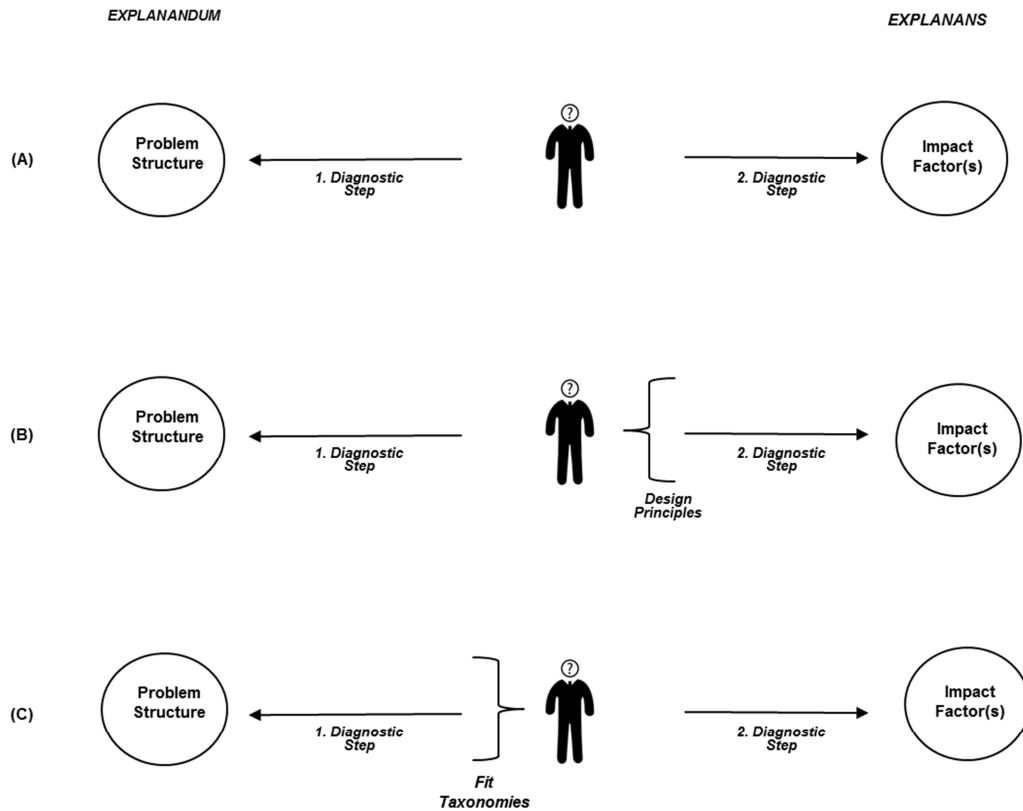 EXPLANANDUM
EXPLANANS
(A)
Problem
Structure
1. Diagnostic
Step
?
2. Diagnostic
Step
Impact
Factor(s)
(B)
Problem
Structure
1. Diagnostic
Step
?
Design
Principles
2. Diagnostic
Step
Impact
Factor(s)
(C)
Problem
Structure
1. Diagnostic
Step
Fit
Taxonomies
?
2. Diagnostic
Step
Impact
Factor(s)